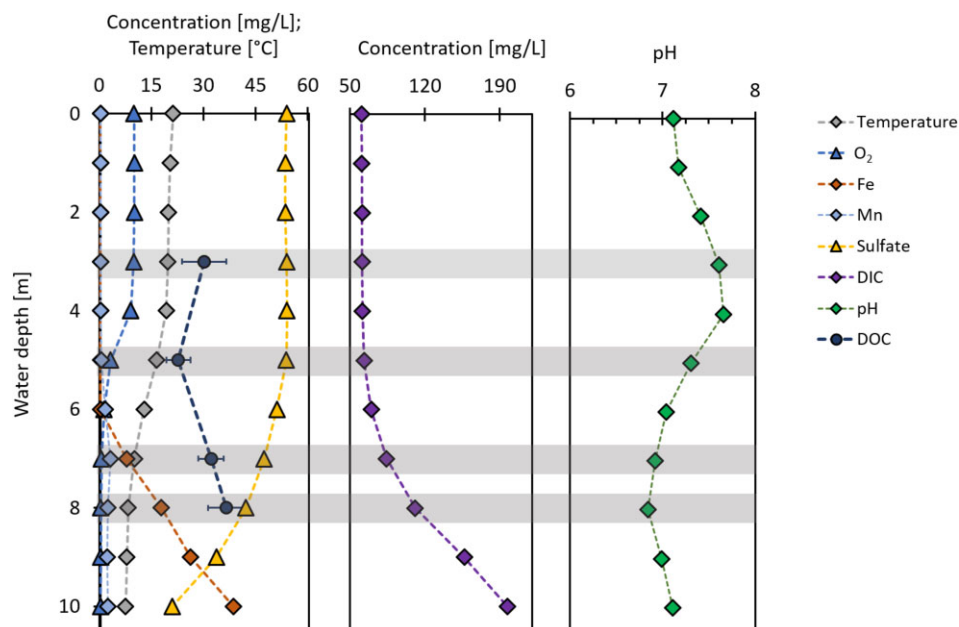 Concentration [mg/L];
Temperature [°C]
Concentration [mg/L]
pH
0 15 30 45 60
50 120 190
6 7 8
Water depth [m]
0
2
4
6
8
10
Temperature
O₂
Fe
Mn
Sulfate
DIC
pH
DOC